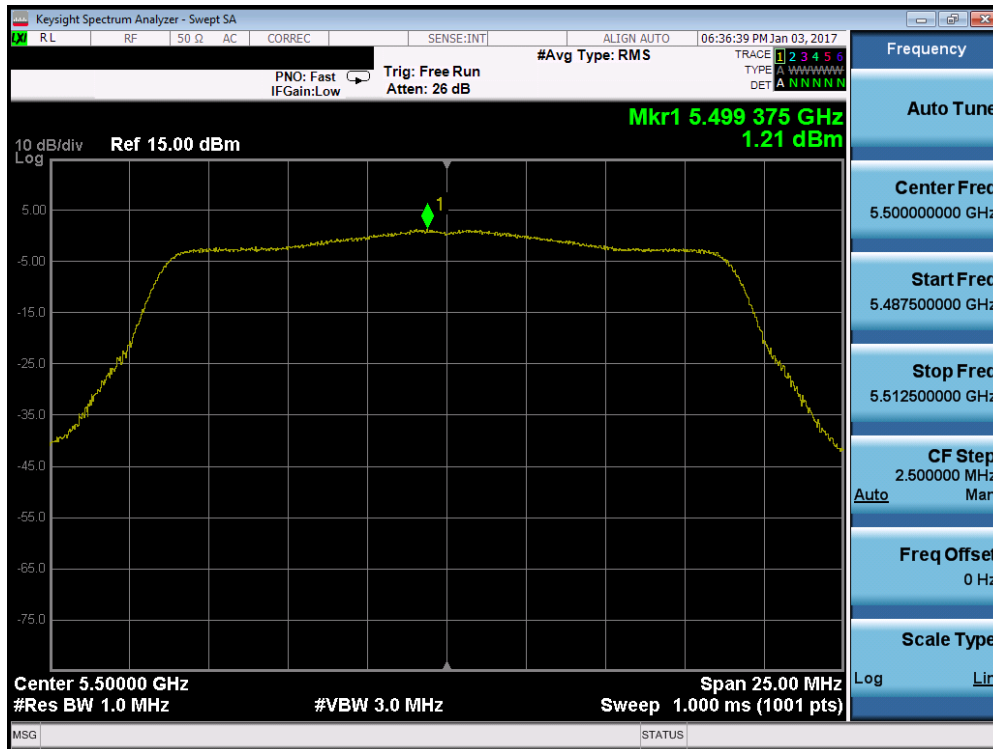 Keysight Spectrum Analyzer - Swept SA
LXI RL RF 50 Ω AC CORREC SENSE:INT ALIGN AUTO 06:36:39 PM Jan 03, 2017
Frequency
#Avg Type: RMS
TRACE 1 2 3 4 5 6
PNO: Fast Trig: Free Run
TYPE A WWWWW
IFGain:Low Atten: 26 dB
DET A N N N N N
Auto Tune
Mkr1 5.499 375 GHz
1.21 dBm
10 dB/div Ref 15.00 dBm
Log
1
5.00
-5.00
-15.0
-25.0
-35.0
-45.0
-55.0
-65.0
-75.0
Center Freq
5.500000000 GHz
Start Freq
5.487500000 GHz
Stop Freq
5.512500000 GHz
CF Step
2.500000 MHz
Auto Man
Freq Offset
0 Hz
Scale Type
Log Lin
Center 5.50000 GHz Span 25.00 MHz
#Res BW 1.0 MHz #VBW 3.0 MHz Sweep 1.000 ms (1001 pts)
MSG STATUS